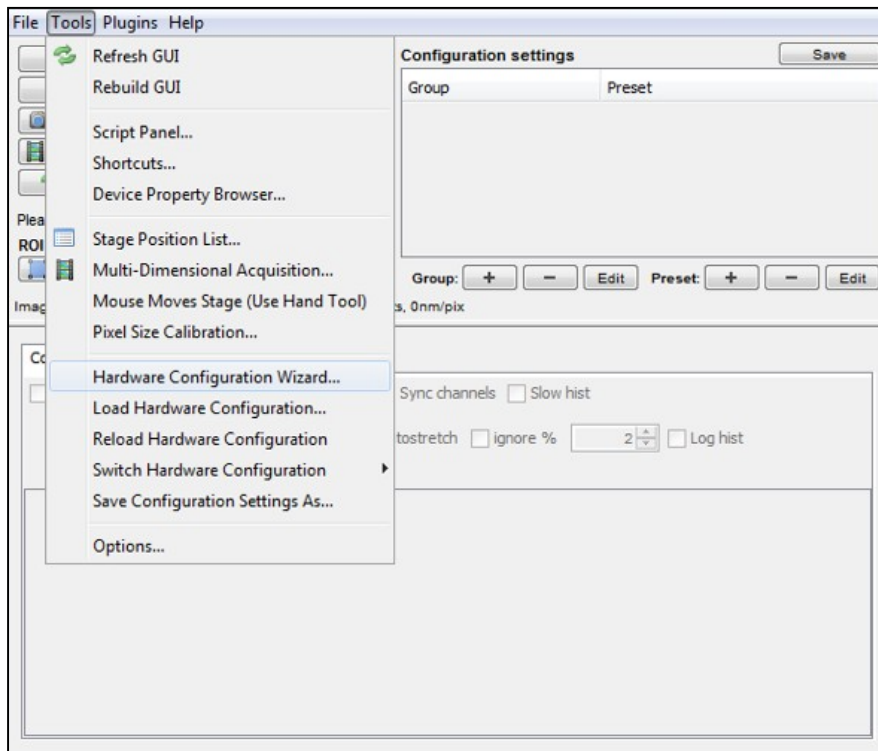 File Tools Plugins Help
Refresh GUI
Rebuild GUI
Script Panel...
Shortcuts...
Device Property Browser...
Stage Position List...
Multi-Dimensional Acquisition...
Mouse Moves Stage (Use Hand Tool)
Pixel Size Calibration...
Hardware Configuration Wizard...
Load Hardware Configuration...
Reload Hardware Configuration
Switch Hardware Configuration
Save Configuration Settings As...
Options...
Configuration settings Save
Group Preset
Group: + − Edit Preset: + − Edit
Plea
ROI
Imag
s, 0nm/pix
Co
Sync channels Slow hist
tostretch ignore % 2 Log hist